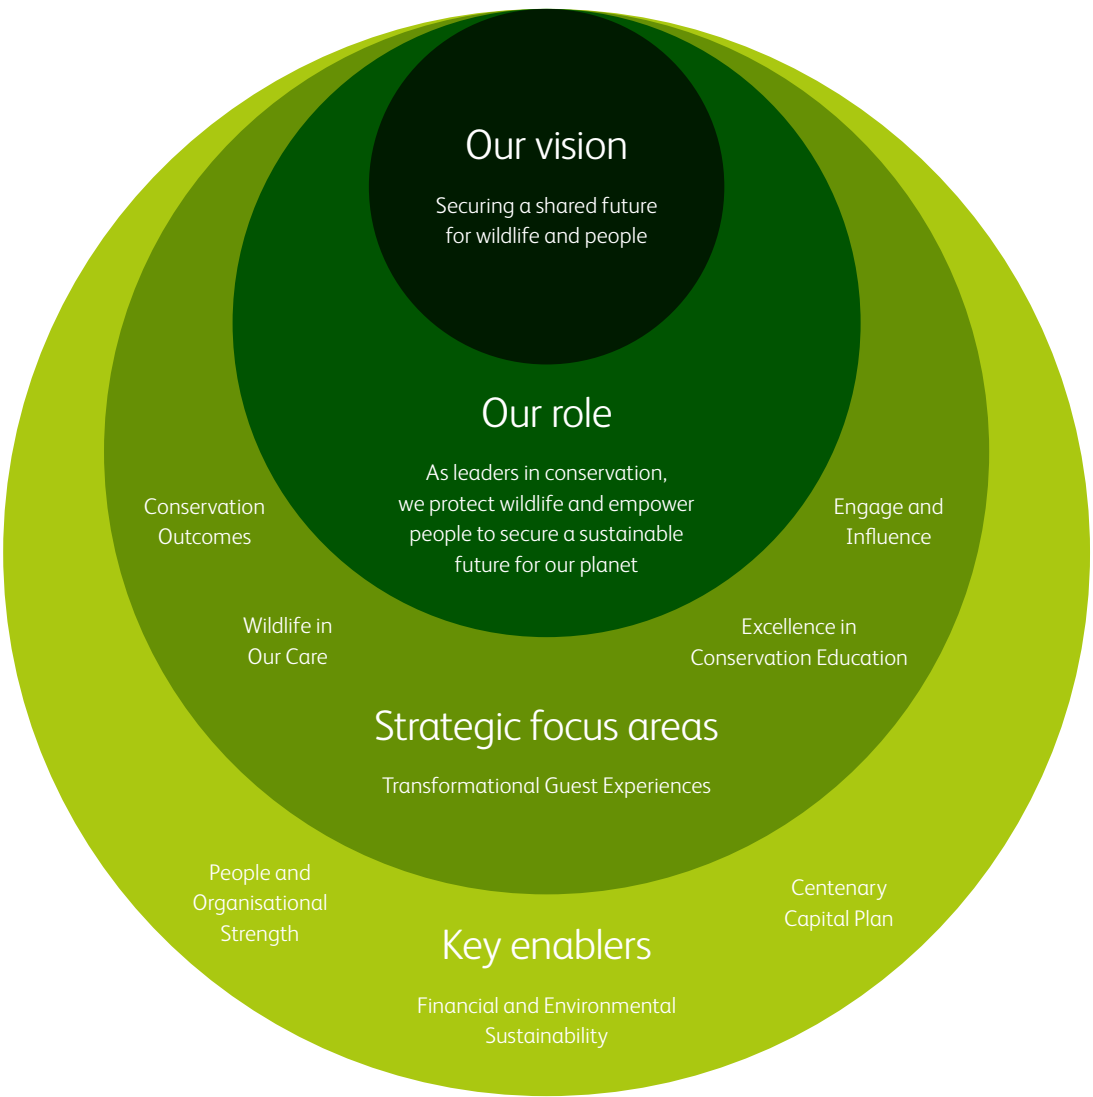 Our vision
Securing a shared future
for wildlife and people
Our role
As leaders in conservation,
we protect wildlife and empower
people to secure a sustainable
future for our planet
Conservation
Outcomes
Engage and
Influence
Wildlife in
Our Care
Excellence in
Conservation Education
Strategic focus areas
Transformational Guest Experiences
People and
Organisational
Strength
Centenary
Capital Plan
Key enablers
Financial and Environmental
Sustainability